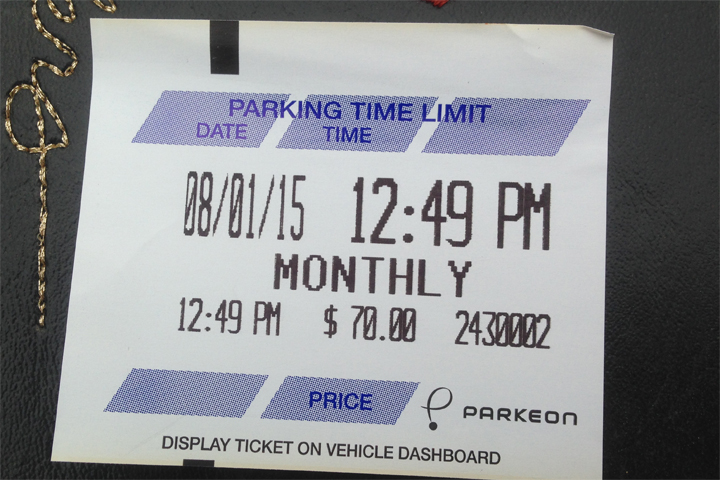 PARKING TIME LIMIT
DATE TIME
08/01/15 12:49 PM
MONTHLY
12:49 PM $ 70.00 2430002
PRICE PARKEON
DISPLAY TICKET ON VEHICLE DASHBOARD